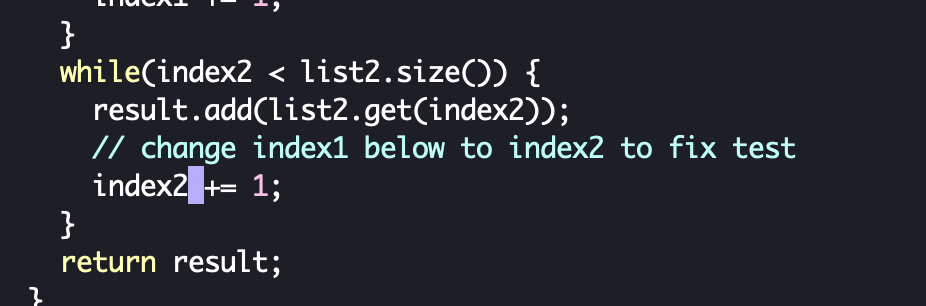 index1 += 1;
}
while(index2 < list2.size()) {
result.add(list2.get(index2));
// change index1 below to index2 to fix test
index2 += 1;
}
return result;
}